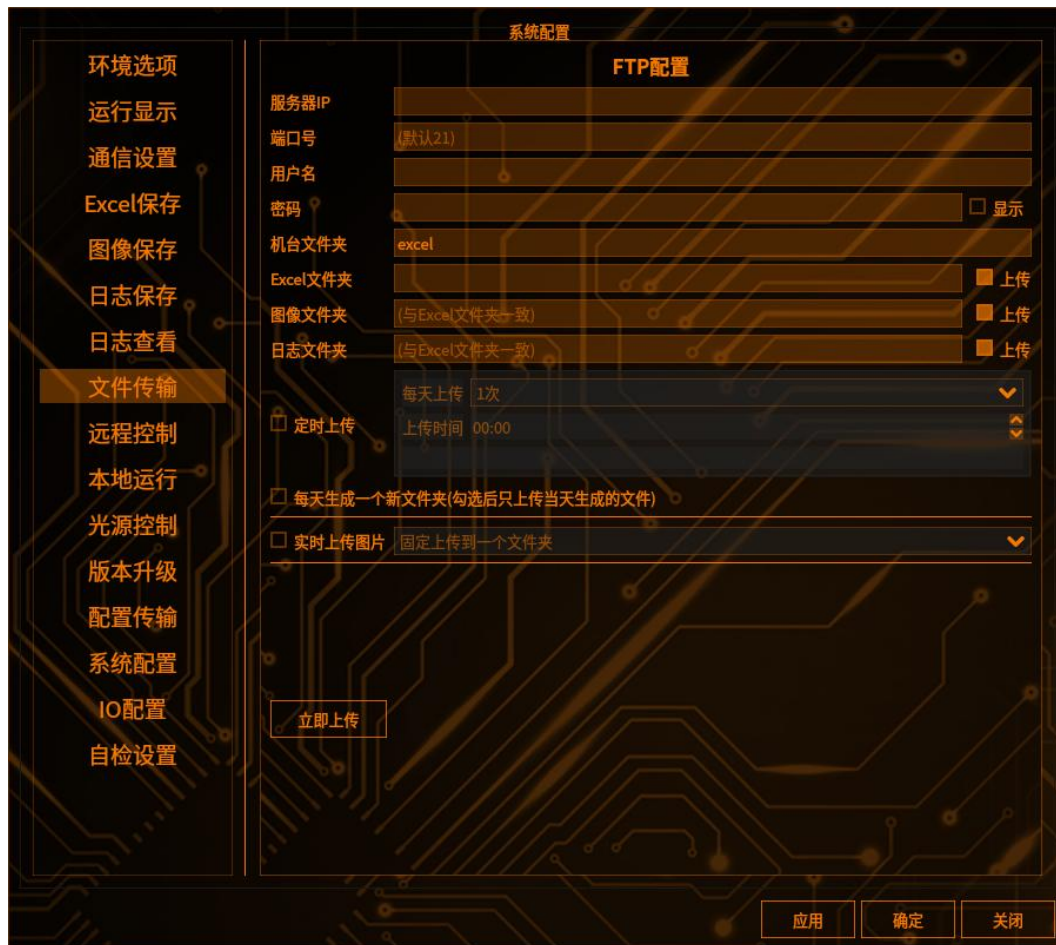 系统配置
环境选项
运行显示
通信设置
Excel保存
图像保存
日志保存
日志查看
文件传输
远程控制
本地运行
光源控制
版本升级
配置传输
系统配置
IO配置
自检设置
FTP配置
服务器IP
端口号 (默认21)
用户名
密码 显示
机台文件夹 excel
Excel文件夹 上传
图像文件夹 (与Excel文件夹一致) 上传
日志文件夹 (与Excel文件夹一致) 上传
每天上传 1次
定时上传 上传时间 00:00
每天生成一个新文件夹(勾选后只上传当天生成的文件)
实时上传图片 固定上传到一个文件夹
立即上传
应用 确定 关闭